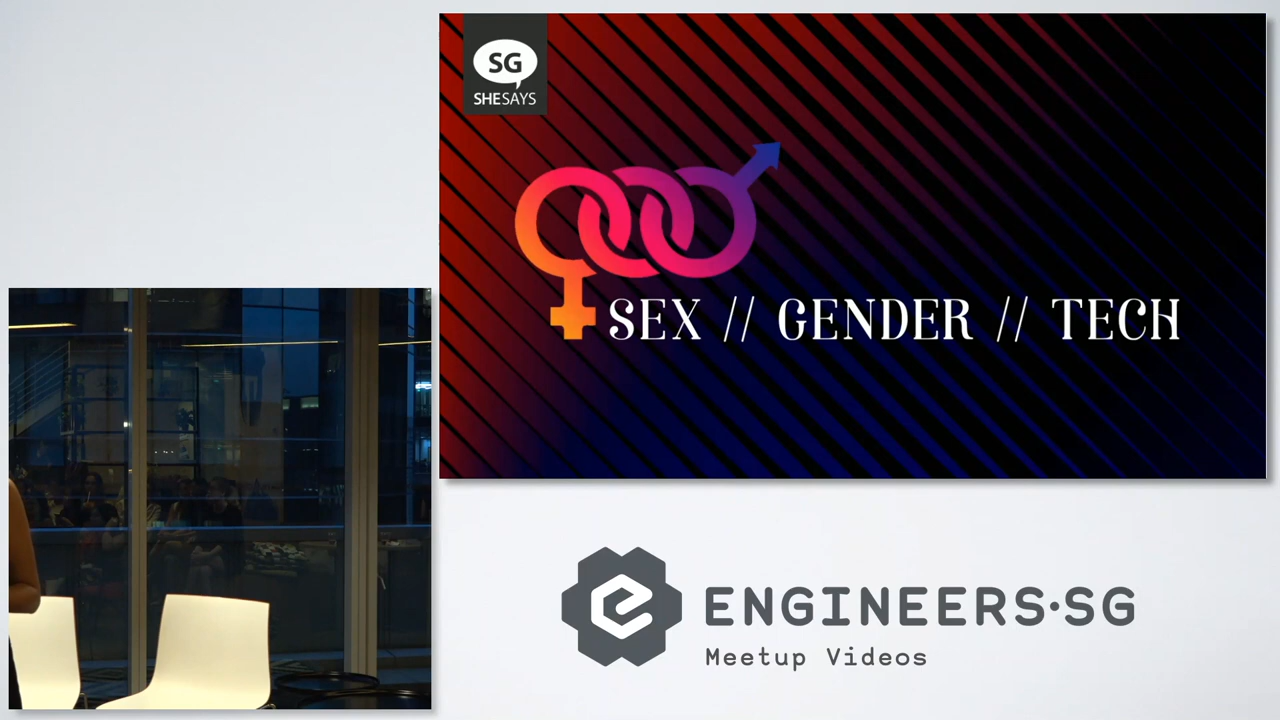 SG
SHESAYS
SEX // GENDER // TECH
ENGINEERS·SG
Meetup Videos